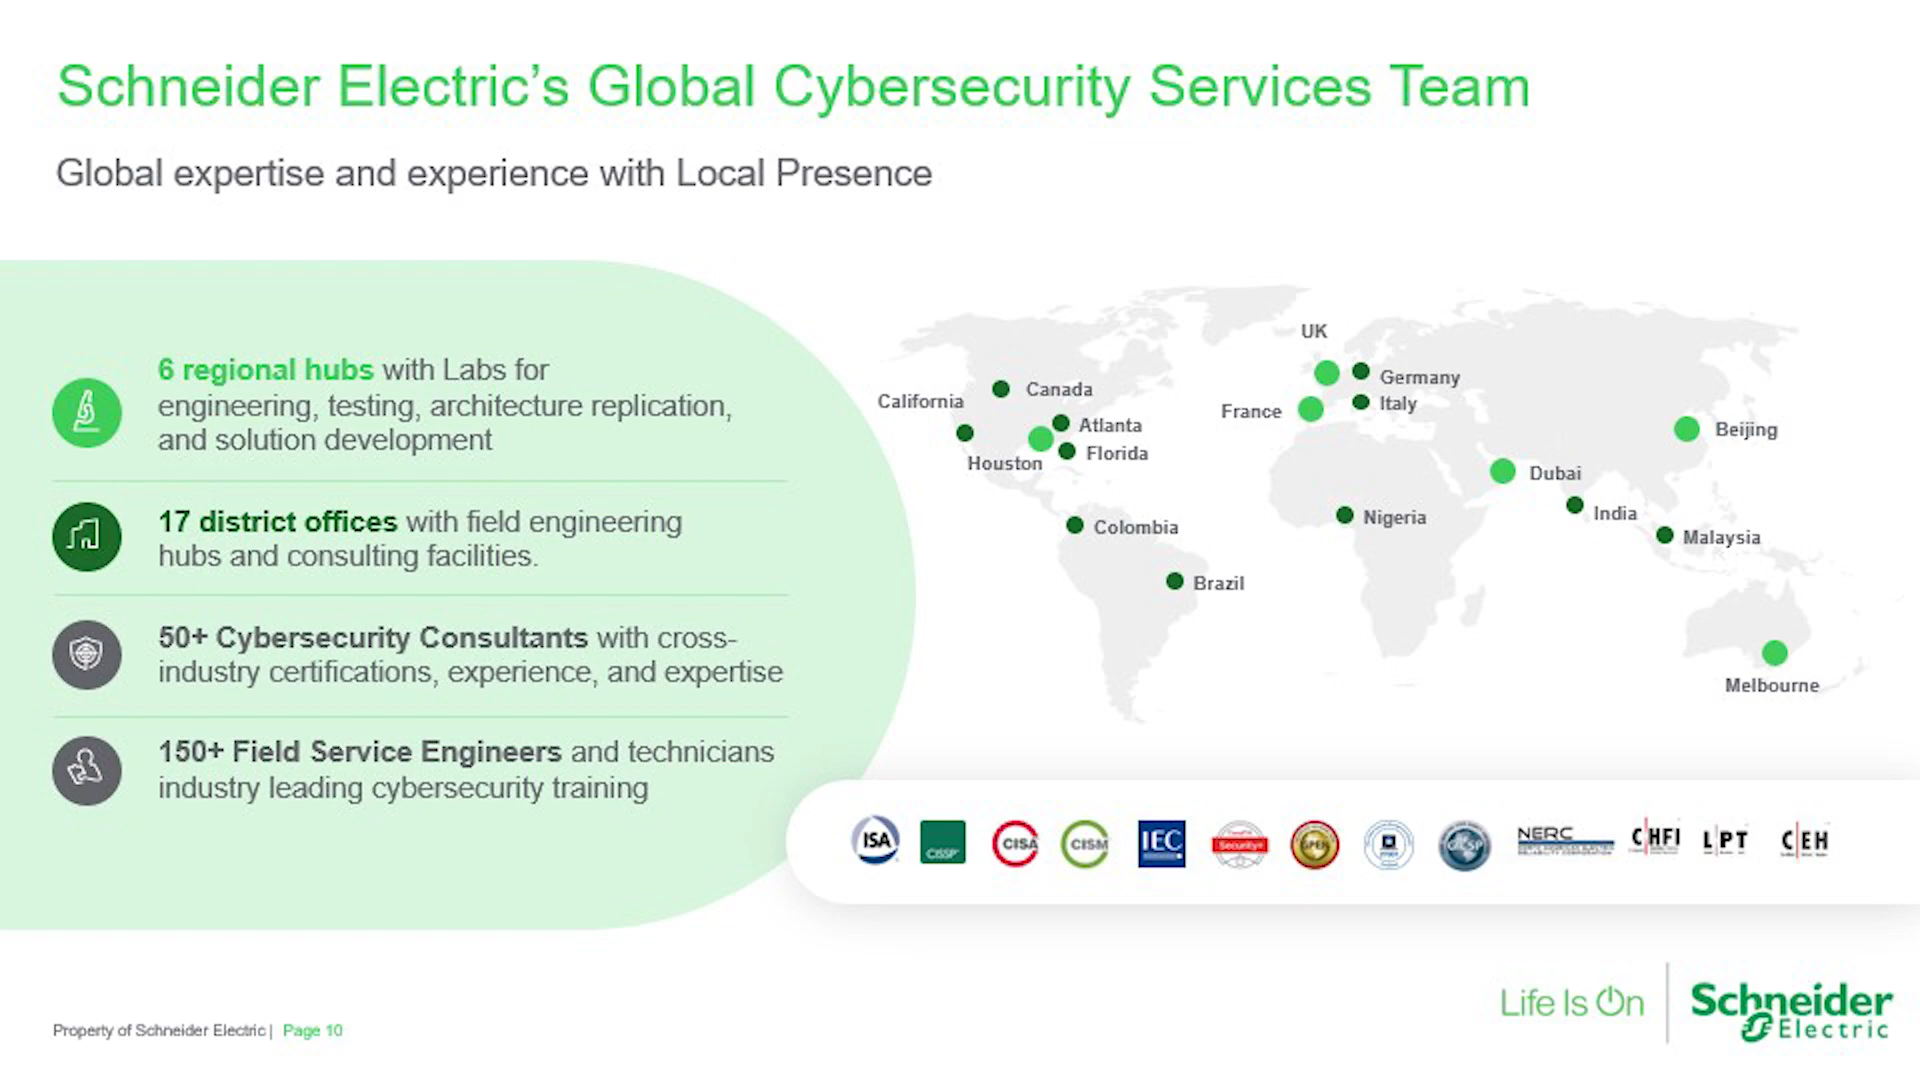 Schneider Electric's Global Cybersecurity Services Team
Global expertise and experience with Local Presence
6 regional hubs with Labs for
engineering, testing, architecture replication,
and solution development
17 district offices with field engineering
hubs and consulting facilities.
50+ Cybersecurity Consultants with cross-
industry certifications, experience, and expertise
150+ Field Service Engineers and technicians
industry leading cybersecurity training
UK
California
Canada
Germany
Italy
France
Atlanta
Florida
Houston
Beijing
Dubai
India
Colombia
Nigeria
Malaysia
Brazil
Melbourne
ISA
CISSP
CISA
CISM
IEC
Security+
GPEN
GICSP
NERC
CHFI
LPT
CEH
Life Is On
Schneider
Electric
Property of Schneider Electric | Page 10